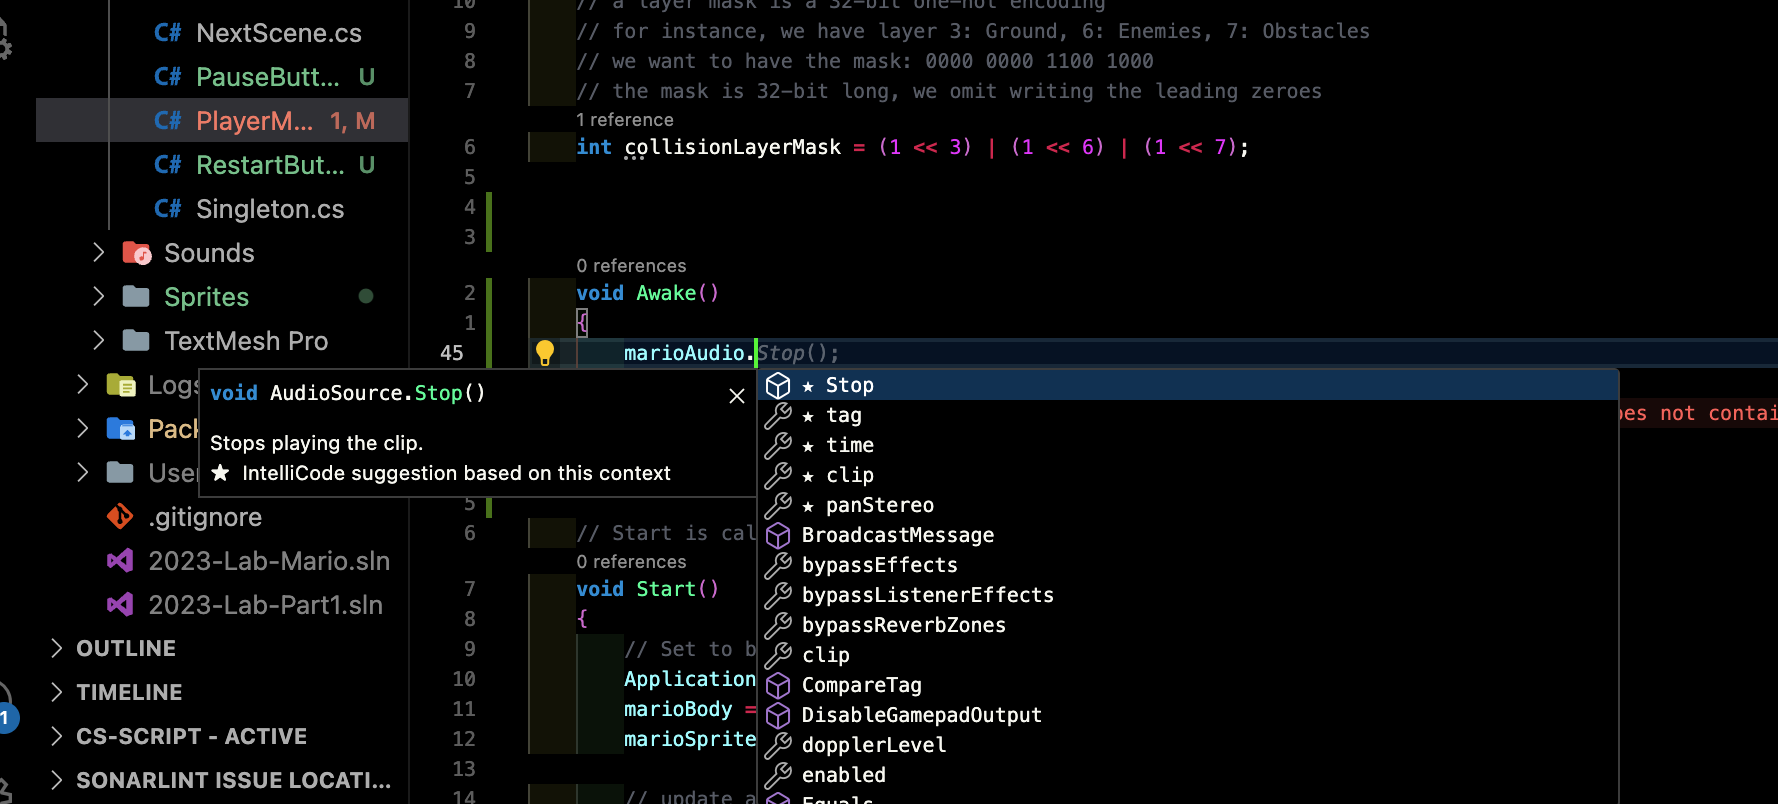 C# NextScene.cs
C# PauseButt... U
C# PlayerM... 1, M
C# RestartBut... U
C# Singleton.cs
Sounds
Sprites
TextMesh Pro
Logs
Pack
User
.gitignore
2023-Lab-Mario.sln
2023-Lab-Part1.sln
OUTLINE
TIMELINE
CS-SCRIPT - ACTIVE
SONARLINT ISSUE LOCATI...
1
10 // a layer mask is a 32-bit one-hot encoding
9 // for instance, we have layer 3: Ground, 6: Enemies, 7: Obstacles
8 // we want to have the mask: 0000 0000 1100 1000
7 // the mask is 32-bit long, we omit writing the leading zeroes
1 reference
6 int collisionLayerMask = (1 << 3) | (1 << 6) | (1 << 7);
5
4
3
0 references
2 void Awake()
1 {
45 marioAudio.Stop();
void AudioSource.Stop()
Stops playing the clip.
★ IntelliCode suggestion based on this context
★ Stop
★ tag
★ time
★ clip
★ panStereo
BroadcastMessage
bypassEffects
bypassListenerEffects
bypassReverbZones
clip
CompareTag
DisableGamepadOutput
dopplerLevel
enabled
Equals
oes not contai
5
6 // Start is cal
0 references
7 void Start()
8 {
9 // Set to b
10 Application
11 marioBody =
12 marioSprite
13
14 // update a